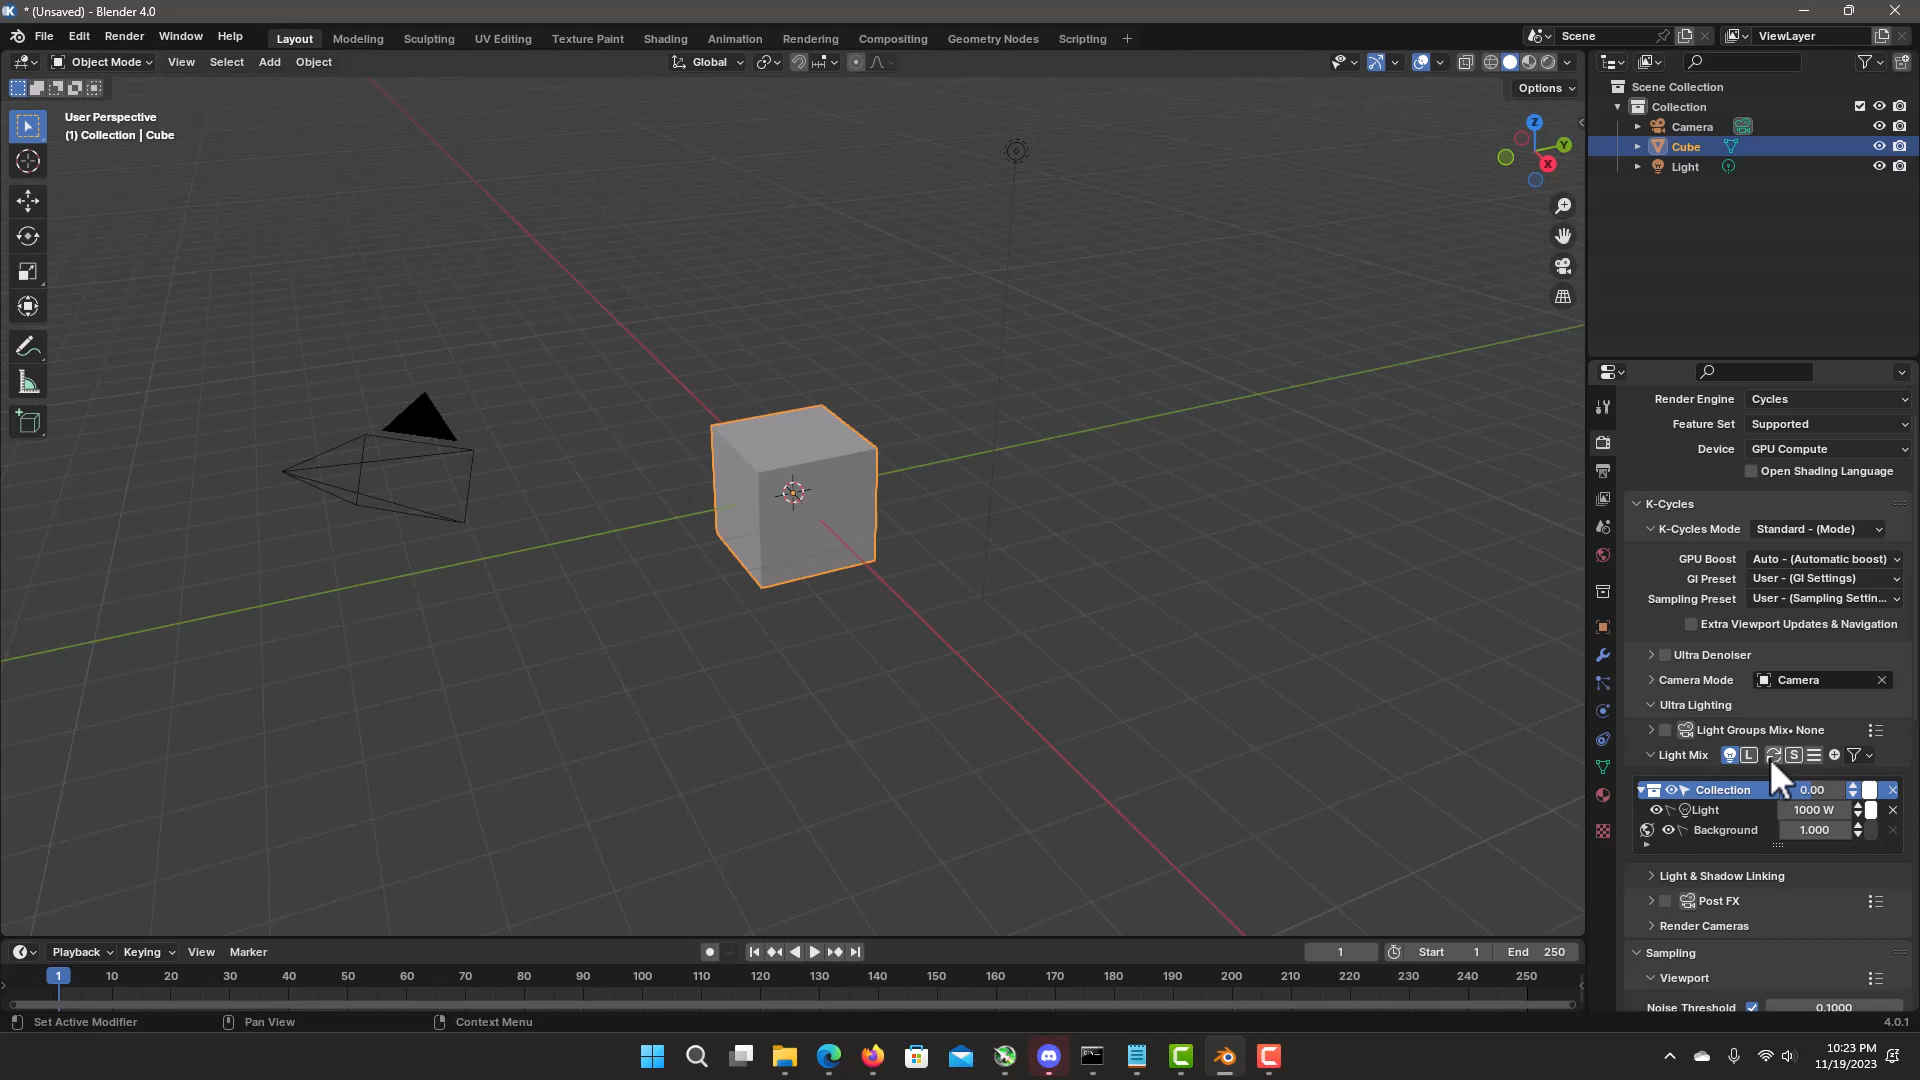 * (Unsaved) - Blender 4.0
File Edit Render Window Help
Layout Modeling Sculpting UV Editing Texture Paint Shading Animation Rendering Compositing Geometry Nodes Scripting +
Scene
ViewLayer
Object Mode View Select Add Object
Global
Options
User Perspective
(1) Collection | Cube
Z
Y
X
Scene Collection
Collection
Camera
Cube
Light
Render Engine Cycles
Feature Set Supported
Device GPU Compute
Open Shading Language
K-Cycles
K-Cycles Mode Standard - (Mode)
GPU Boost Auto - (Automatic boost)
GI Preset User - (GI Settings)
Sampling Preset User - (Sampling Settin...
Extra Viewport Updates & Navigation
Ultra Denoiser
Camera Mode Camera
Ultra Lighting
Light Groups Mix• None
Light Mix L S
Collection 0.00
Light 1000 W
Background 1.000
Light & Shadow Linking
Post FX
Render Cameras
Sampling
Viewport
Noise Threshold 0.1000
Playback Keying View Marker
1 Start 1 End 250
1 10 20 30 40 50 60 70 80 90 100 110 120 130 140 150 160 170 180 190 200 210 220 230 240 250
Set Active Modifier Pan View Context Menu
4.0.1
10:23 PM
11/19/2023